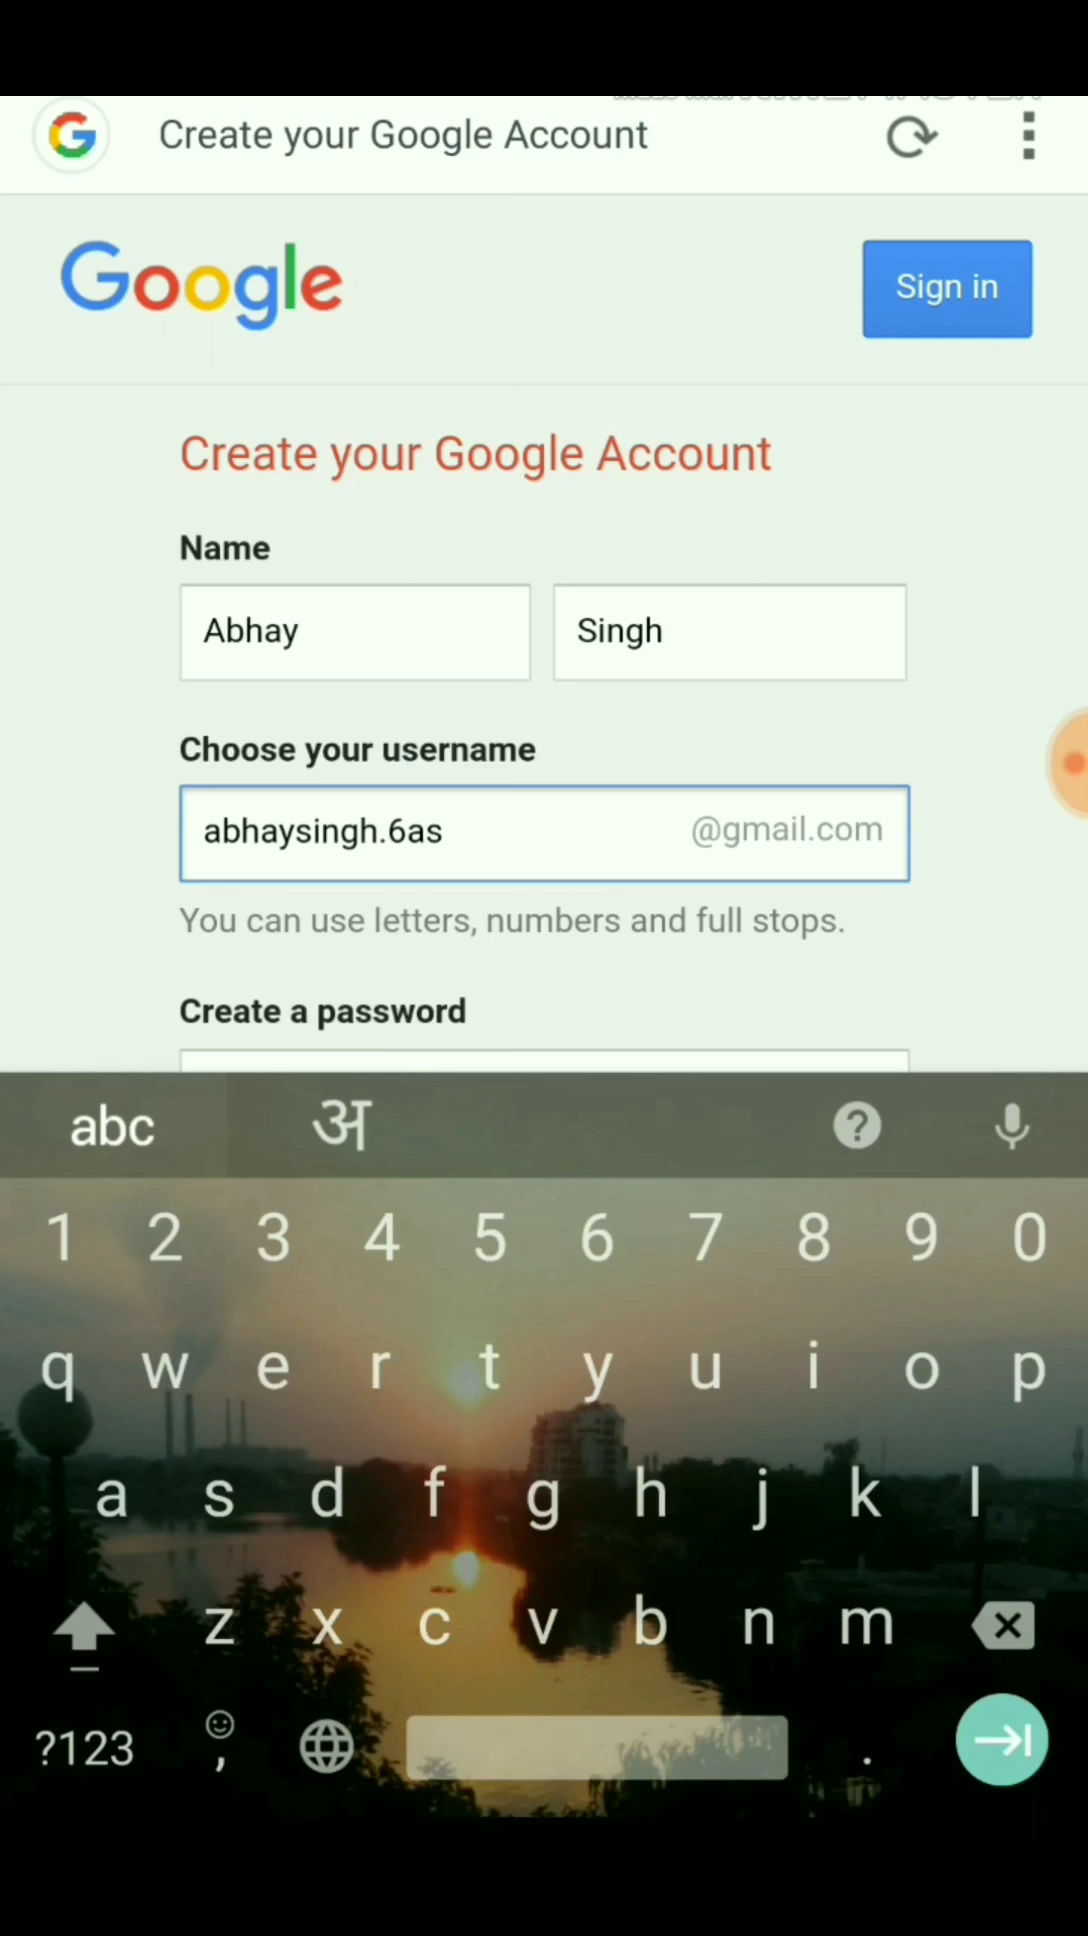 Create your Google Account
Google
Sign in
Create your Google Account
Name
Abhay Singh
Choose your username
abhaysingh.6as @gmail.com
You can use letters, numbers and full stops.
Create a password
abc अ ?
1 2 3 4 5 6 7 8 9 0
q w e r t y u i o p
a s d f g h j k l
z x c v b n m
?123 , .